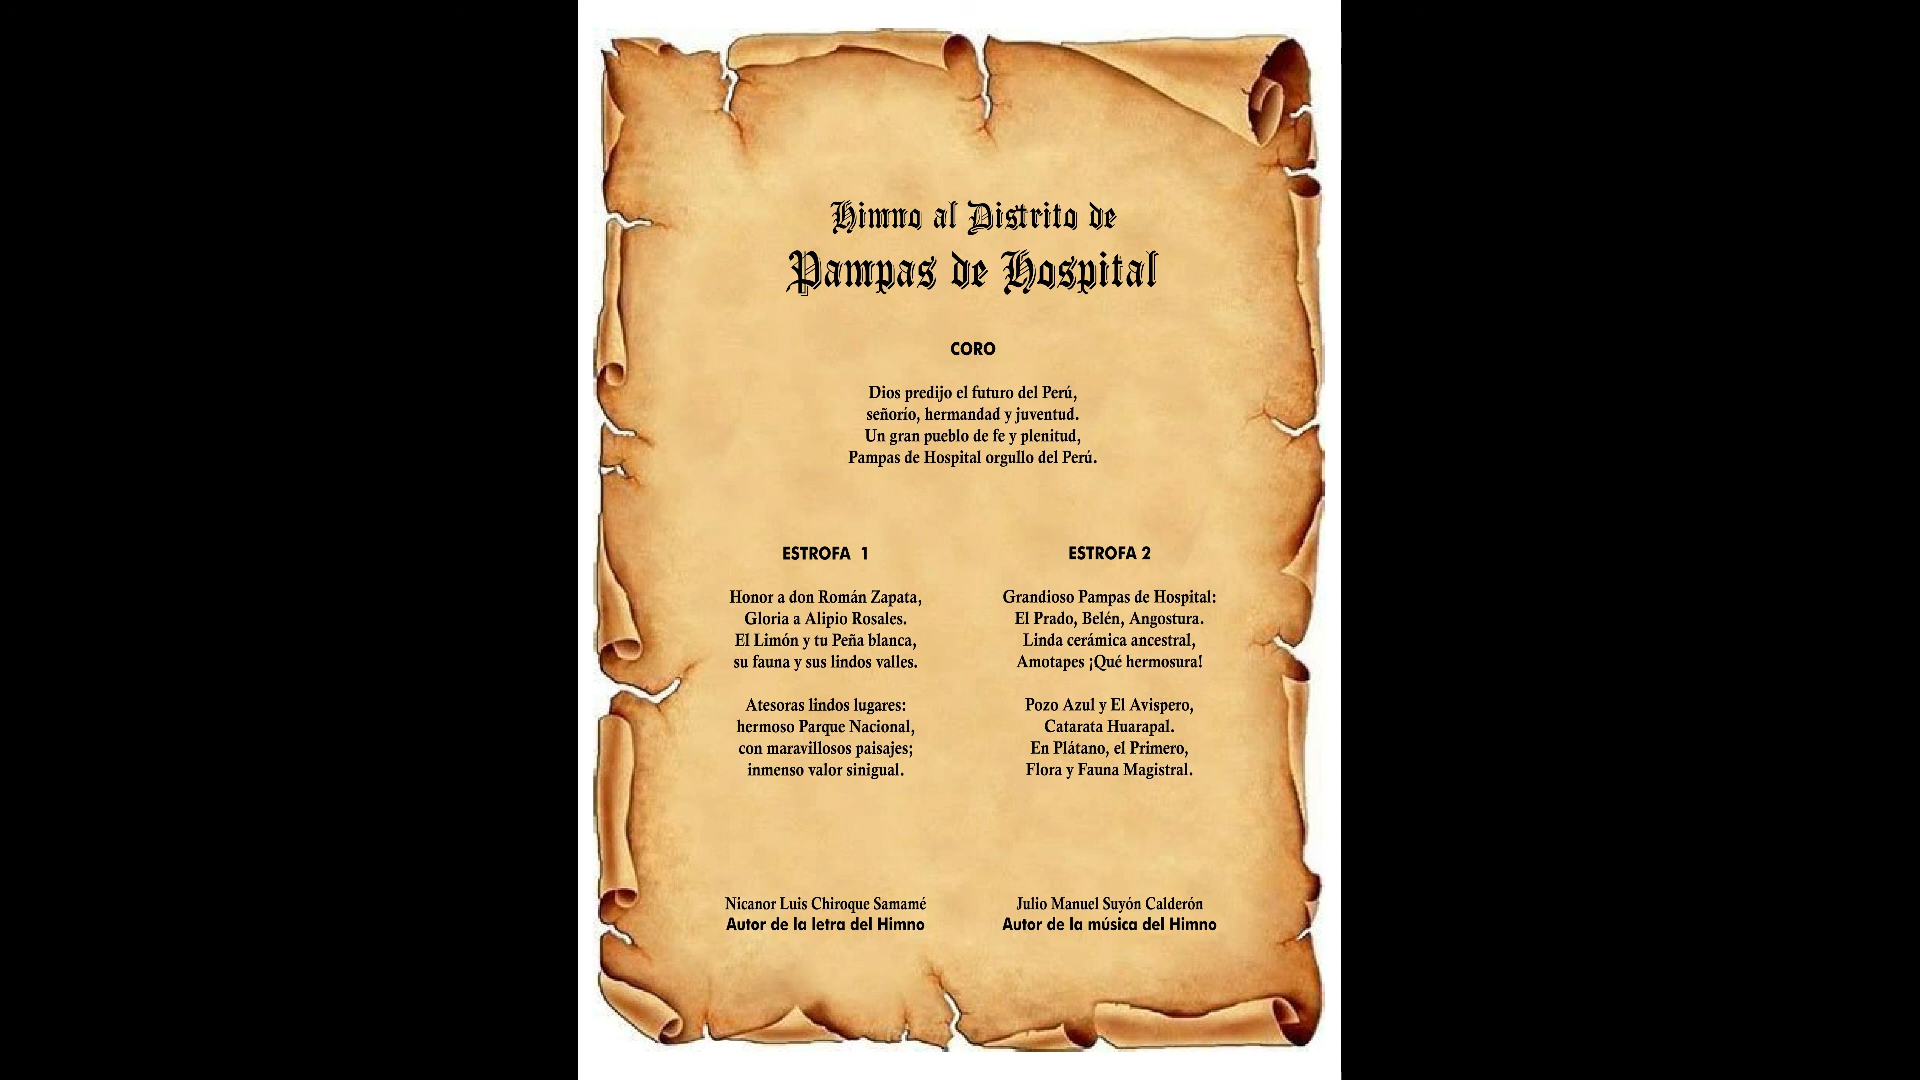 Himno al Distrito de
Pampas de Hospital
CORO
Dios predijo el futuro del Perú,
señorío, hermandad y juventud.
Un gran pueblo de fe y plenitud,
Pampas de Hospital orgullo del Perú.
ESTROFA 1
Honor a don Román Zapata,
Gloria a Alipio Rosales.
El Limón y tu Peña blanca,
su fauna y sus lindos valles.
Atesoras lindos lugares:
hermoso Parque Nacional,
con maravillosos paisajes;
inmenso valor sinigual.
ESTROFA 2
Grandioso Pampas de Hospital:
El Prado, Belén, Angostura.
Linda cerámica ancestral,
Amotapes ¡Qué hermosura!
Pozo Azul y El Avispero,
Catarata Huarapal.
En Plátano, el Primero,
Flora y Fauna Magistral.
Nicanor Luis Chiroque Samamé
Autor de la letra del Himno
Julio Manuel Suyón Calderón
Autor de la música del Himno